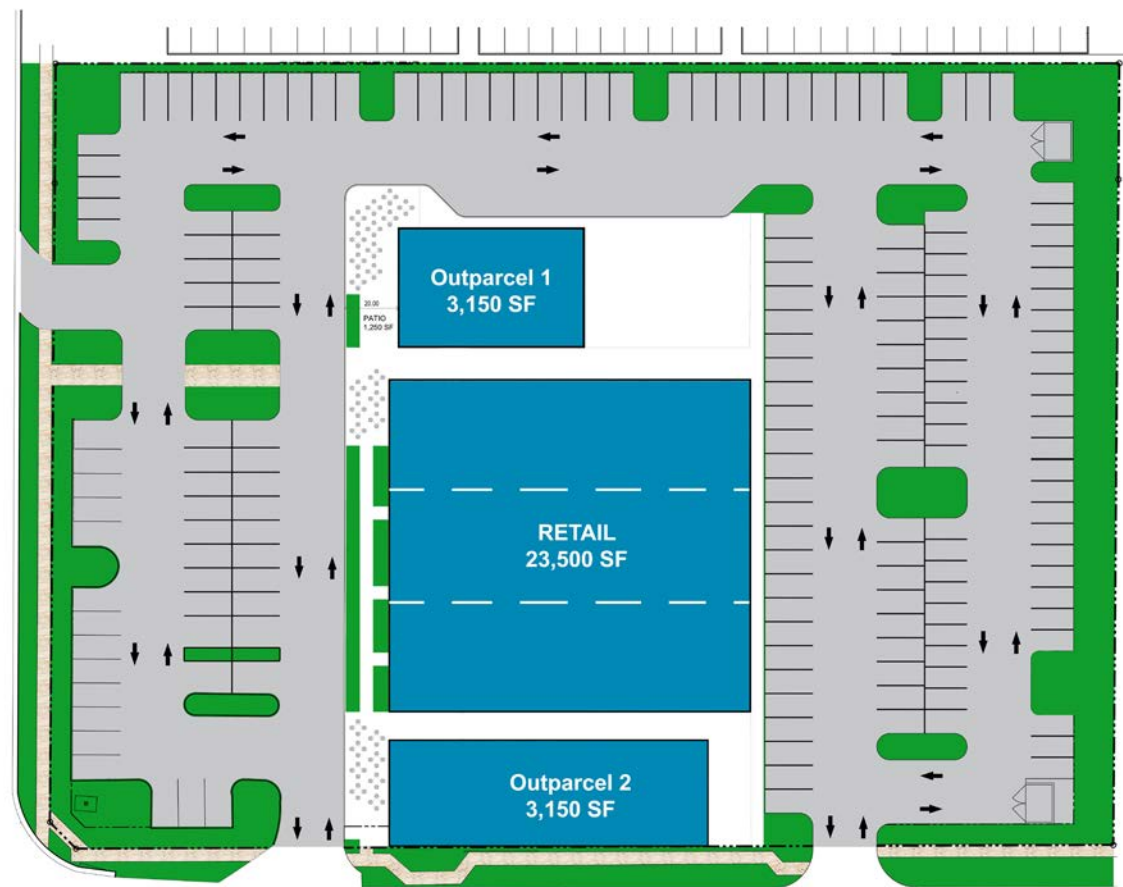 Outparcel 1
3,150 SF
20.00
PATIO
1,250 SF
RETAIL
23,500 SF
Outparcel 2
3,150 SF